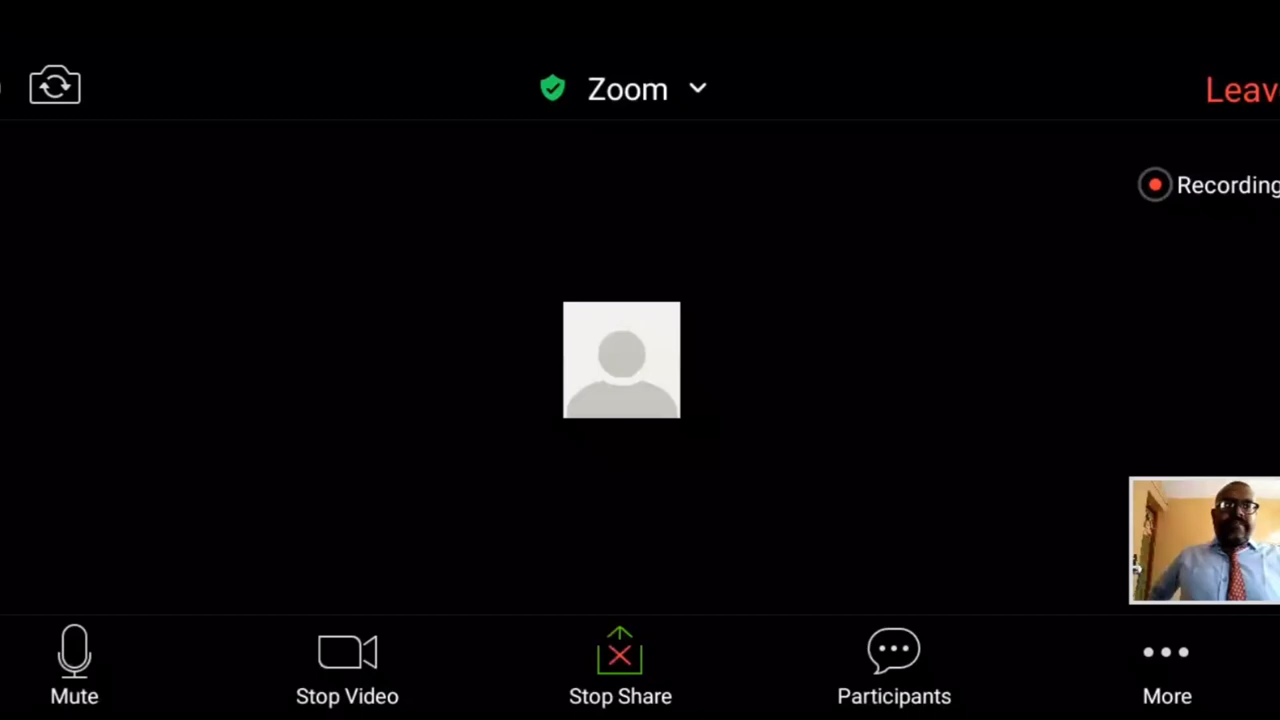 Zoom
Leav
Recording
Mute
Stop Video
Stop Share
Participants
More